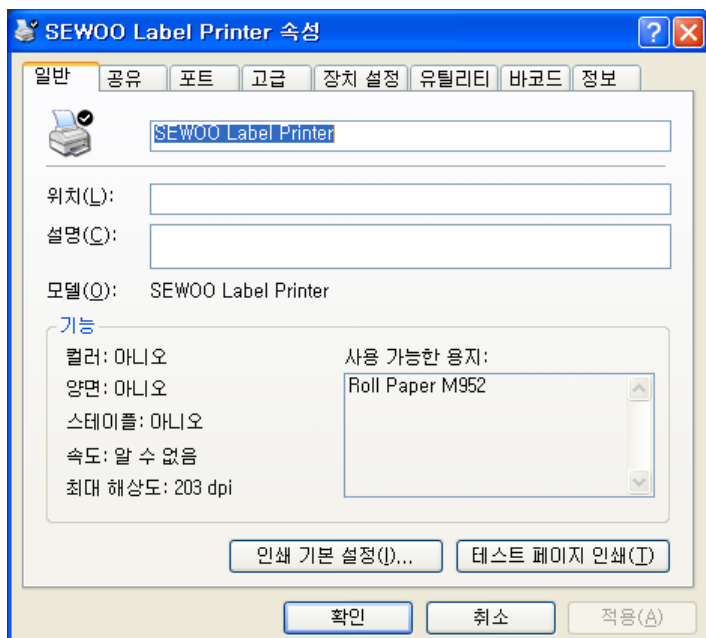 SEWOO Label Printer 속성
일반 공유 포트 고급 장치 설정 유틸리티 바코드 정보
SEWOO Label Printer
위치(L):
설명(C):
모델(O): SEWOO Label Printer
기능
컬러: 아니오 사용 가능한 용지:
양면: 아니오 Roll Paper M952
스테이플: 아니오
속도: 알 수 없음
최대 해상도: 203 dpi
인쇄 기본 설정(I)... 테스트 페이지 인쇄(T)
확인 취소 적용(A)